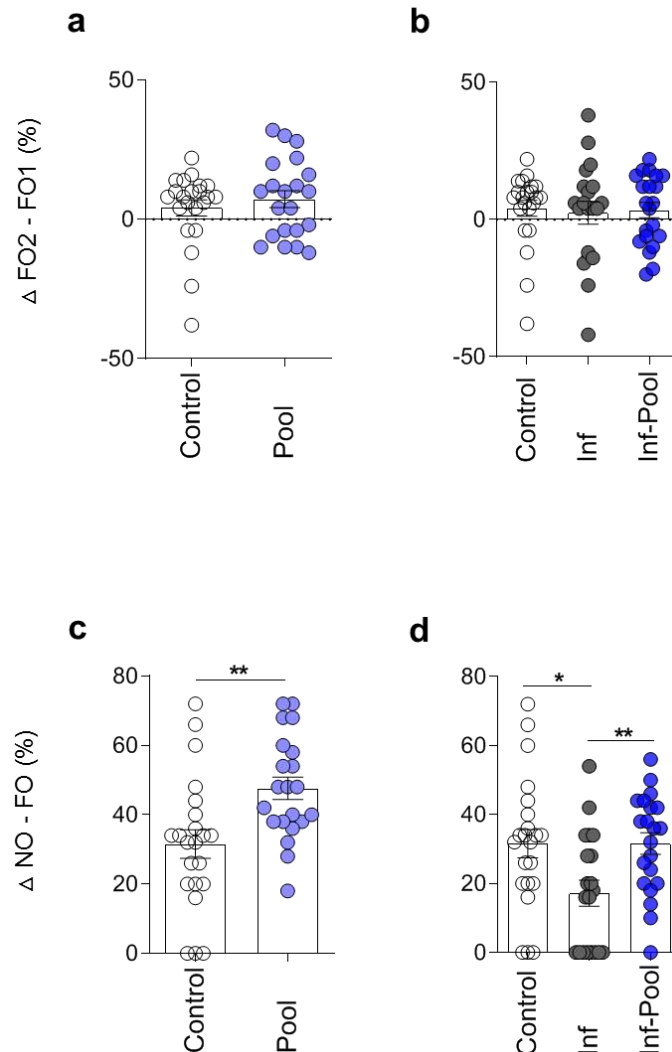 a
b
Δ FO2 - FO1 (%)
50
0
-50
Control
Pool
50
0
-50
Control
Inf
Inf-Pool
c
d
Δ NO - FO (%)
80
60
40
20
0
**
Control
Pool
80
60
40
20
0
*
**
Control
Inf
Inf-Pool